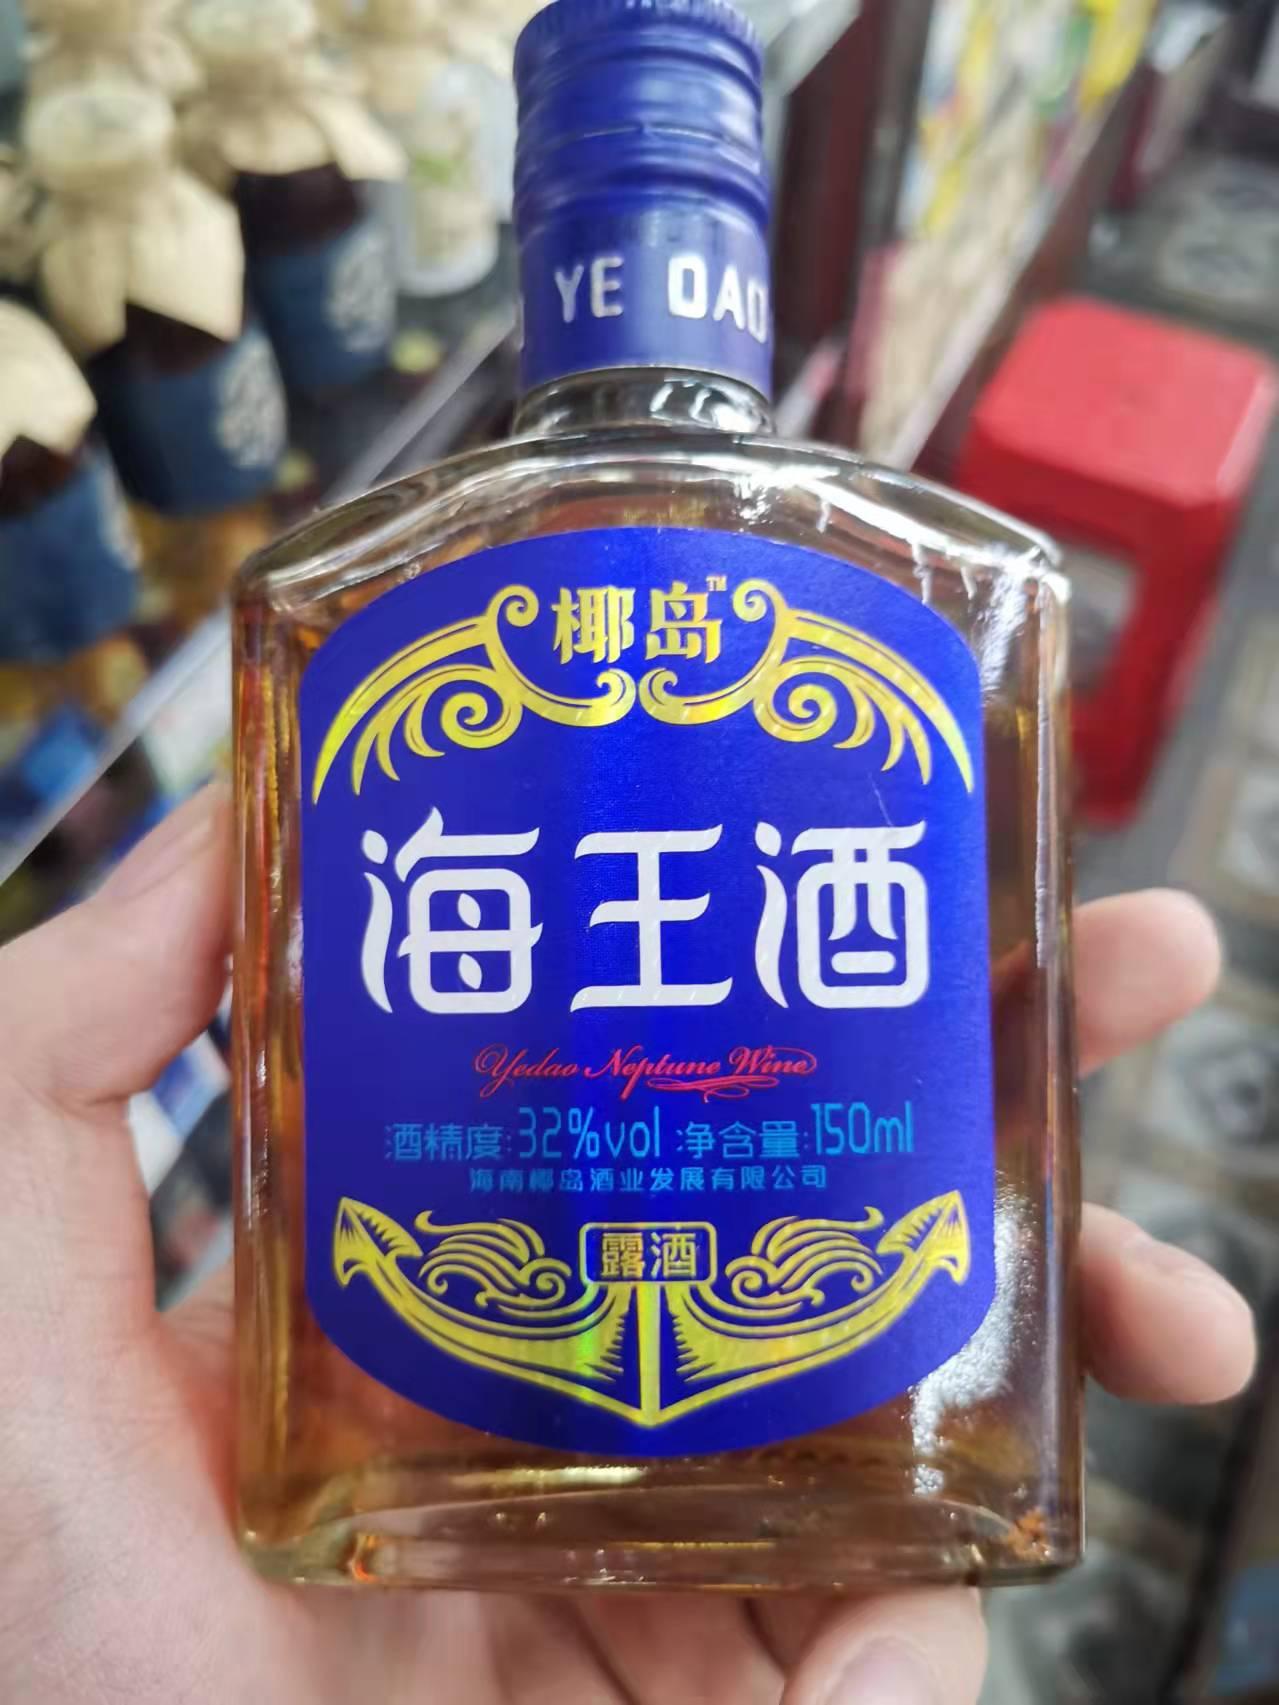 YE DAO
椰岛™
海王酒
Yedao Neptune Wine
酒精度:32%vol 净含量:150ml
海南椰岛酒业发展有限公司
露酒